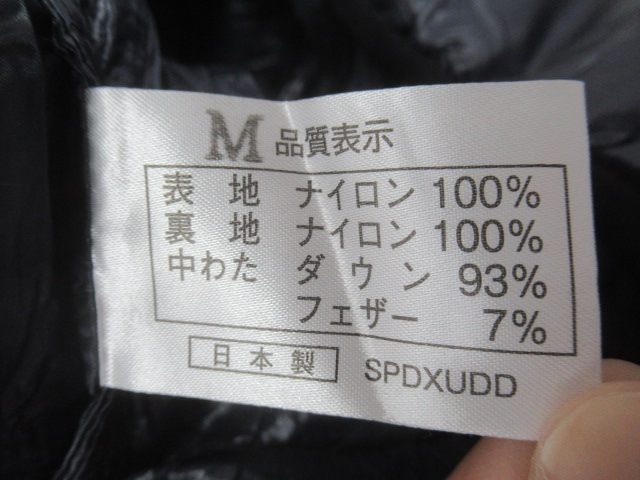 M 品質表示
表 地 ナイロン 100%
裏 地 ナイロン 100%
中わた ダウン 93%
フェザー 7%
日本製 SPDXUDD